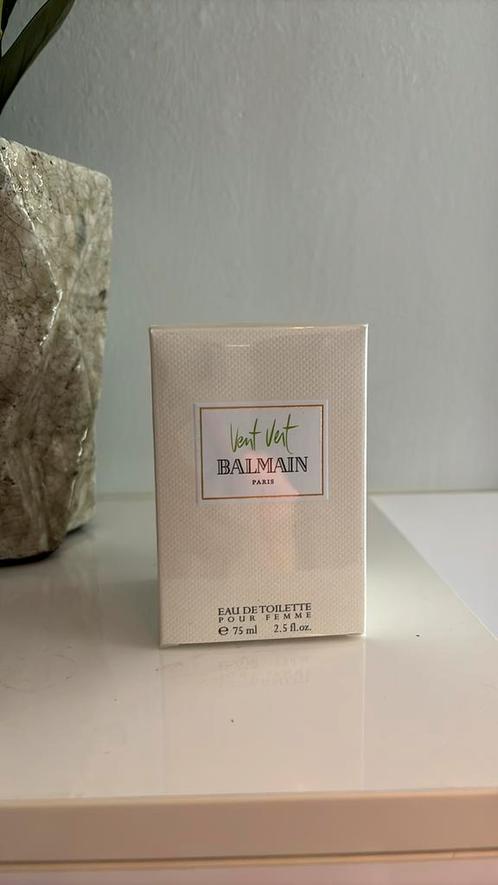 Vent Vert
BALMAIN
PARIS
EAU DE TOILETTE
POUR FEMME
℮ 75 ml 2.5 fl.oz.